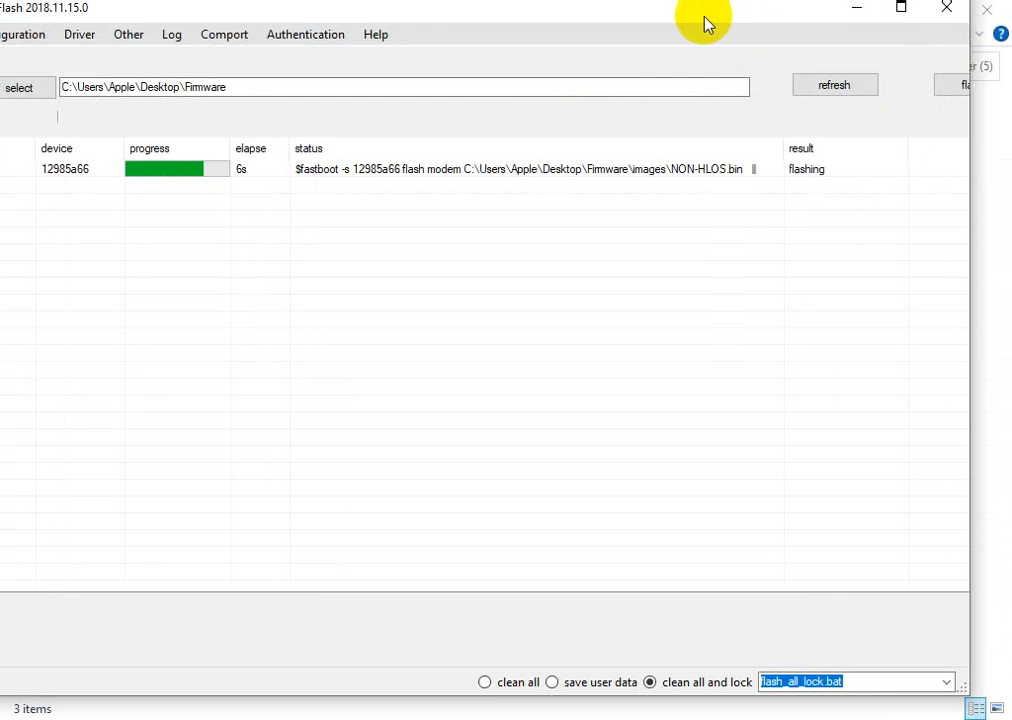 Flash 2018.11.15.0
guration Driver Other Log Comport Authentication Help
er (5)
select C:\Users\Apple\Desktop\Firmware refresh fla
device progress elapse status result
12985a66 6s $fastboot -s 12985a66 flash modem C:\Users\Apple\Desktop\Firmware\images\NON-HLOS.bin || flashing
clean all save user data clean all and lock flash_all_lock.bat
3 items